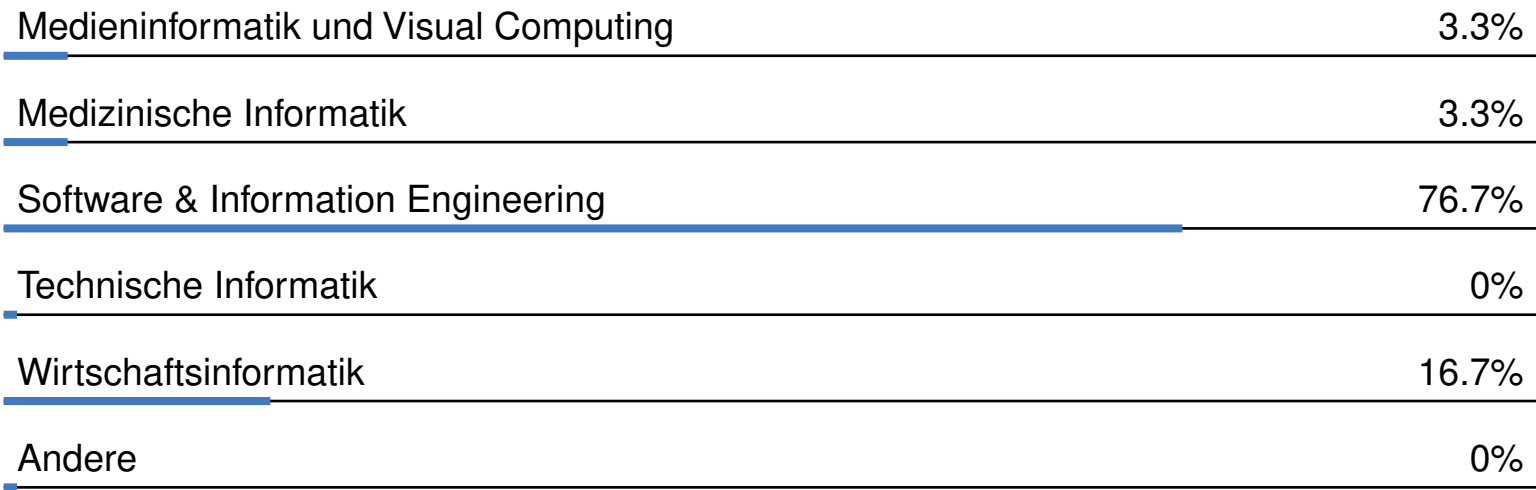 Medieninformatik und Visual Computing 3.3%
Medizinische Informatik 3.3%
Software & Information Engineering 76.7%
Technische Informatik 0%
Wirtschaftsinformatik 16.7%
Andere 0%